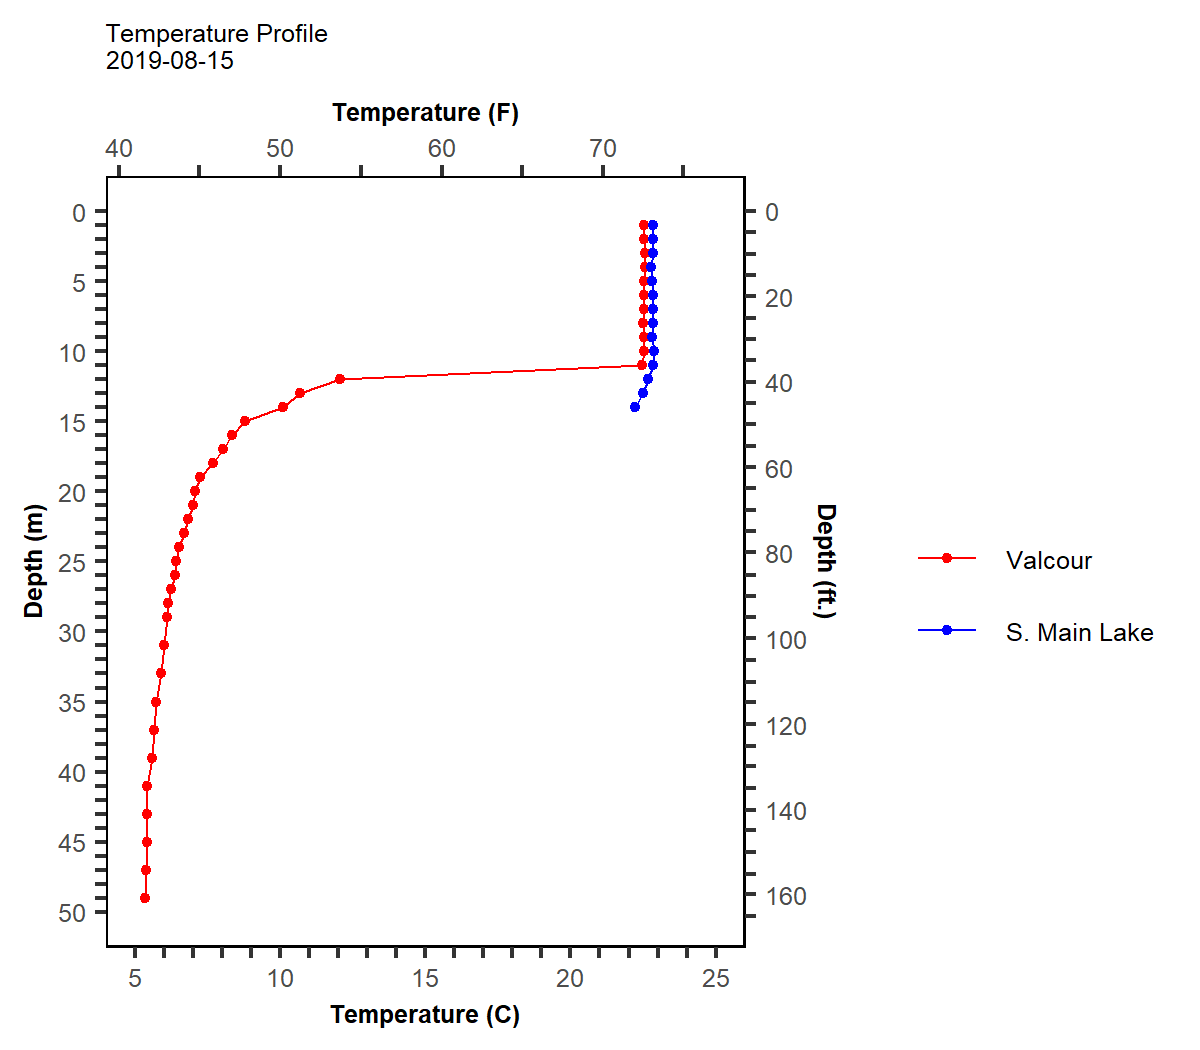 Temperature Profile
2019-08-15
Temperature (F)
40 50 60 70
0 0
5
20
10
40
15
60
20
Depth (m)
Depth (ft.)
80
25
Valcour
30
100
S. Main Lake
35
120
40
140
45
160
50
5 10 15 20 25
Temperature (C)